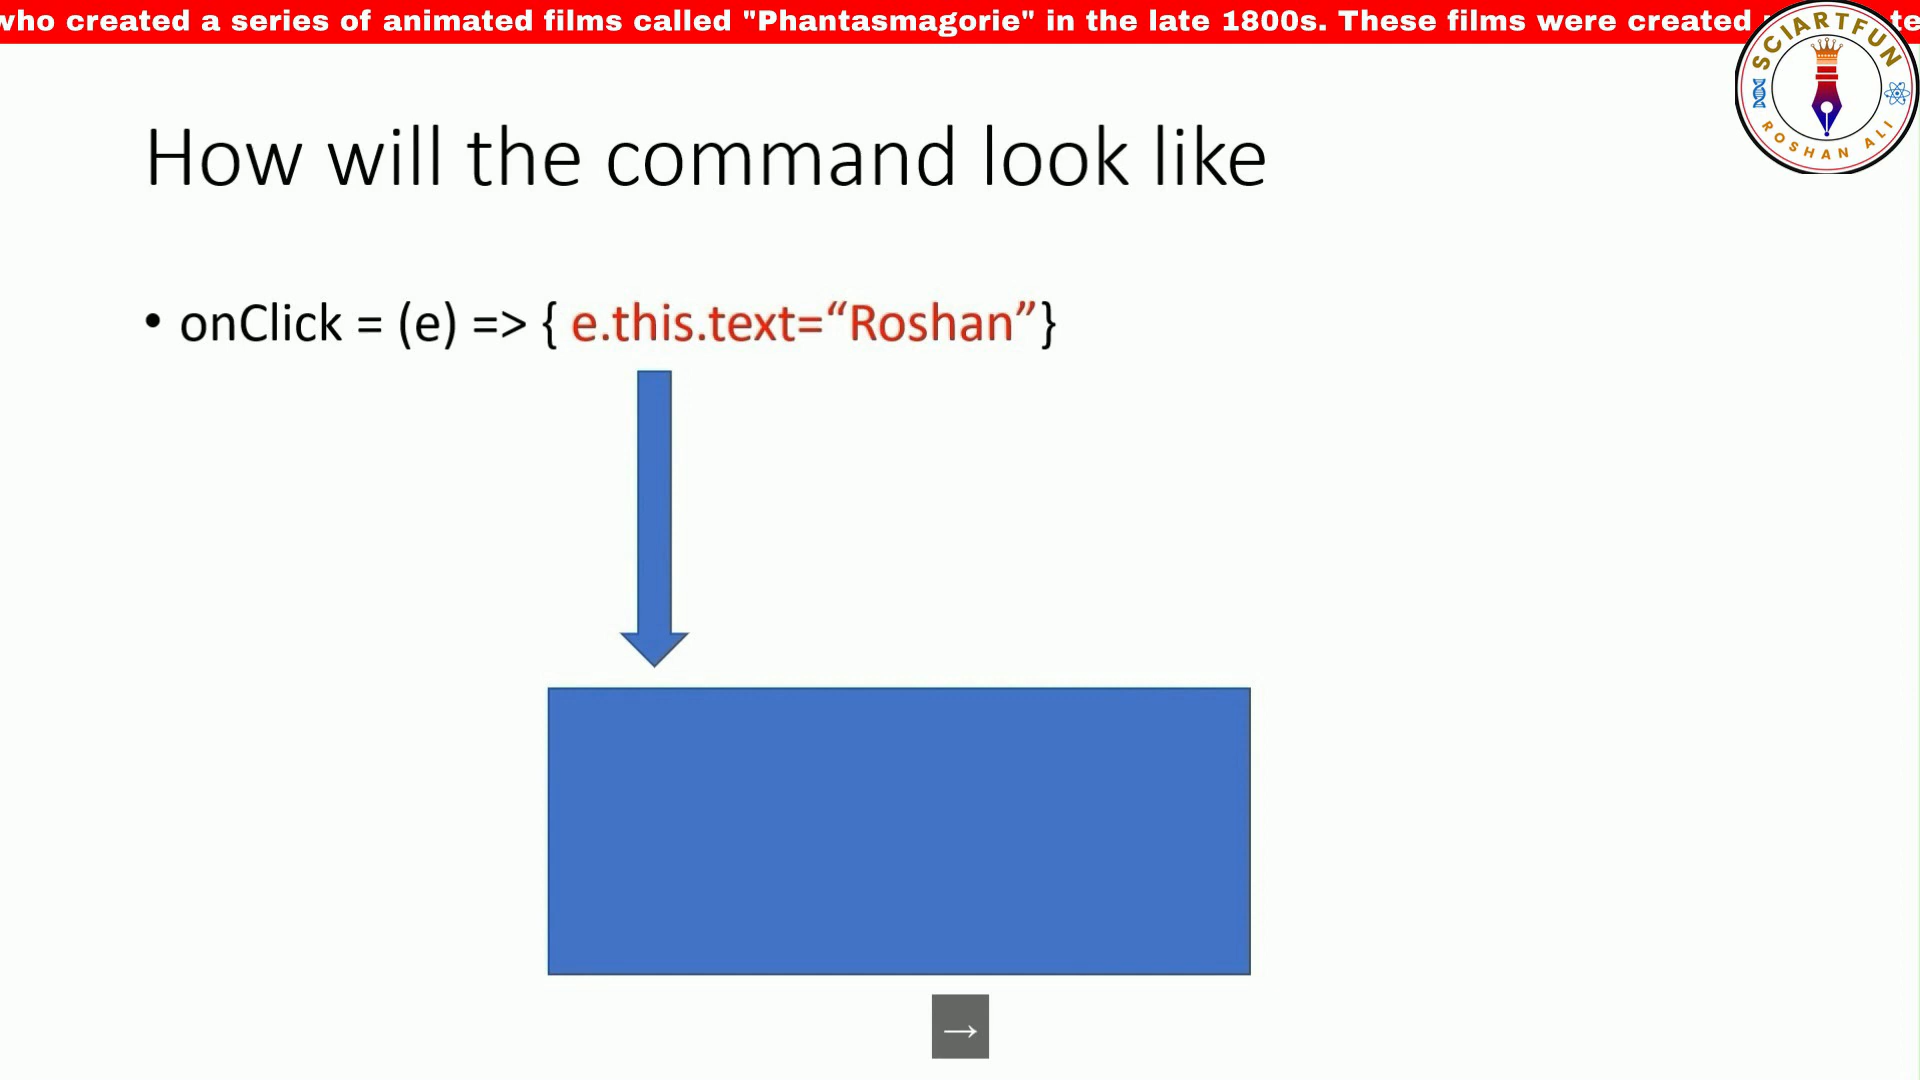 who created a series of animated films called "Phantasmagorie" in the late 1800s. These films were created
SCIARTFUN
ROSHAN ALI
How will the command look like
• onClick = (e) => { e.this.text=“Roshan”}
→